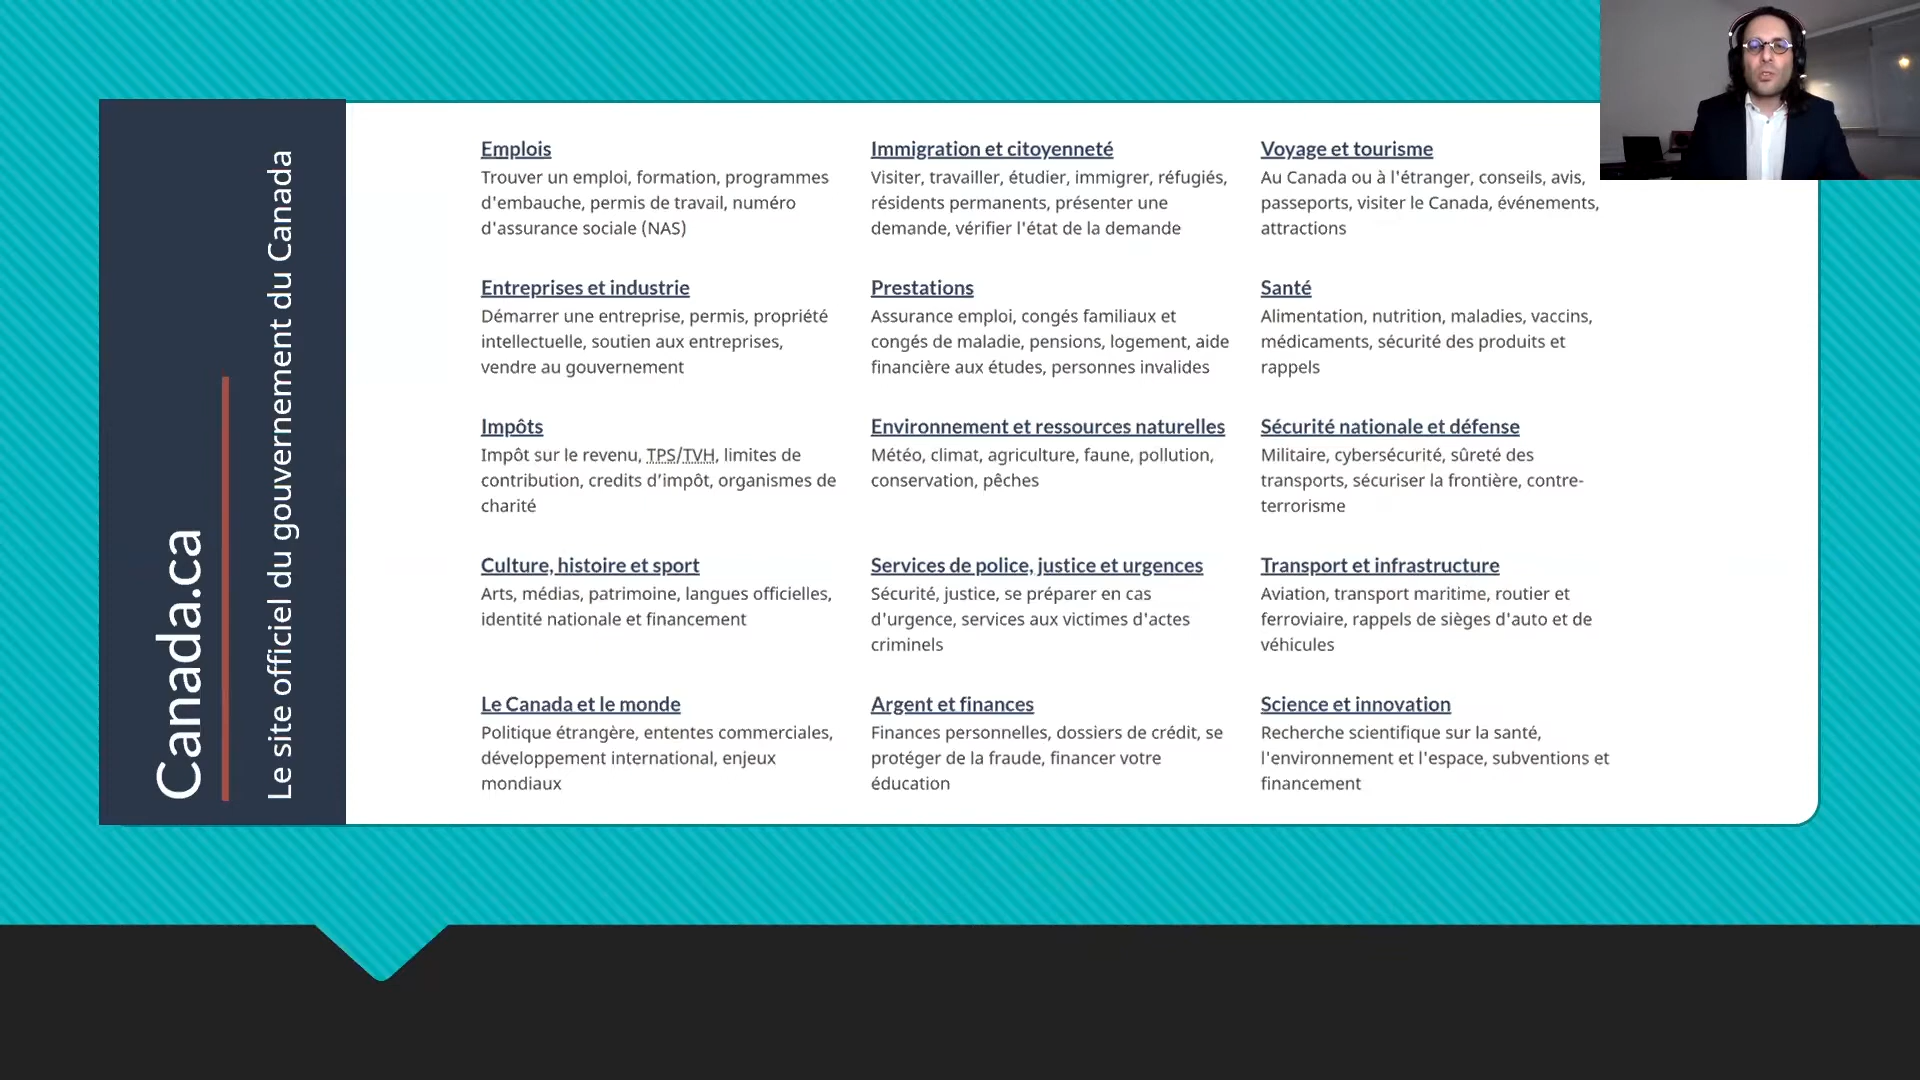 Canada.ca
Le site officiel du gouvernement du Canada
Emplois
Trouver un emploi, formation, programmes
d'embauche, permis de travail, numéro
d'assurance sociale (NAS)
Immigration et citoyenneté
Visiter, travailler, étudier, immigrer, réfugiés,
résidents permanents, présenter une
demande, vérifier l'état de la demande
Voyage et tourisme
Au Canada ou à l'étranger, conseils, avis,
passeports, visiter le Canada, événements,
attractions
Entreprises et industrie
Démarrer une entreprise, permis, propriété
intellectuelle, soutien aux entreprises,
vendre au gouvernement
Prestations
Assurance emploi, congés familiaux et
congés de maladie, pensions, logement, aide
financière aux études, personnes invalides
Santé
Alimentation, nutrition, maladies, vaccins,
médicaments, sécurité des produits et
rappels
Impôts
Impôt sur le revenu, TPS/TVH, limites de
contribution, credits d'impôt, organismes de
charité
Environnement et ressources naturelles
Météo, climat, agriculture, faune, pollution,
conservation, pêches
Sécurité nationale et défense
Militaire, cybersécurité, sûreté des
transports, sécuriser la frontière, contre-
terrorisme
Culture, histoire et sport
Arts, médias, patrimoine, langues officielles,
identité nationale et financement
Services de police, justice et urgences
Sécurité, justice, se préparer en cas
d'urgence, services aux victimes d'actes
criminels
Transport et infrastructure
Aviation, transport maritime, routier et
ferroviaire, rappels de sièges d'auto et de
véhicules
Le Canada et le monde
Politique étrangère, ententes commerciales,
développement international, enjeux
mondiaux
Argent et finances
Finances personnelles, dossiers de crédit, se
protéger de la fraude, financer votre
éducation
Science et innovation
Recherche scientifique sur la santé,
l'environnement et l'espace, subventions et
financement